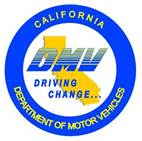 CALIFORNIA
DMV
DRIVING
CHANGE...
DEPARTMENT OF MOTOR VEHICLES